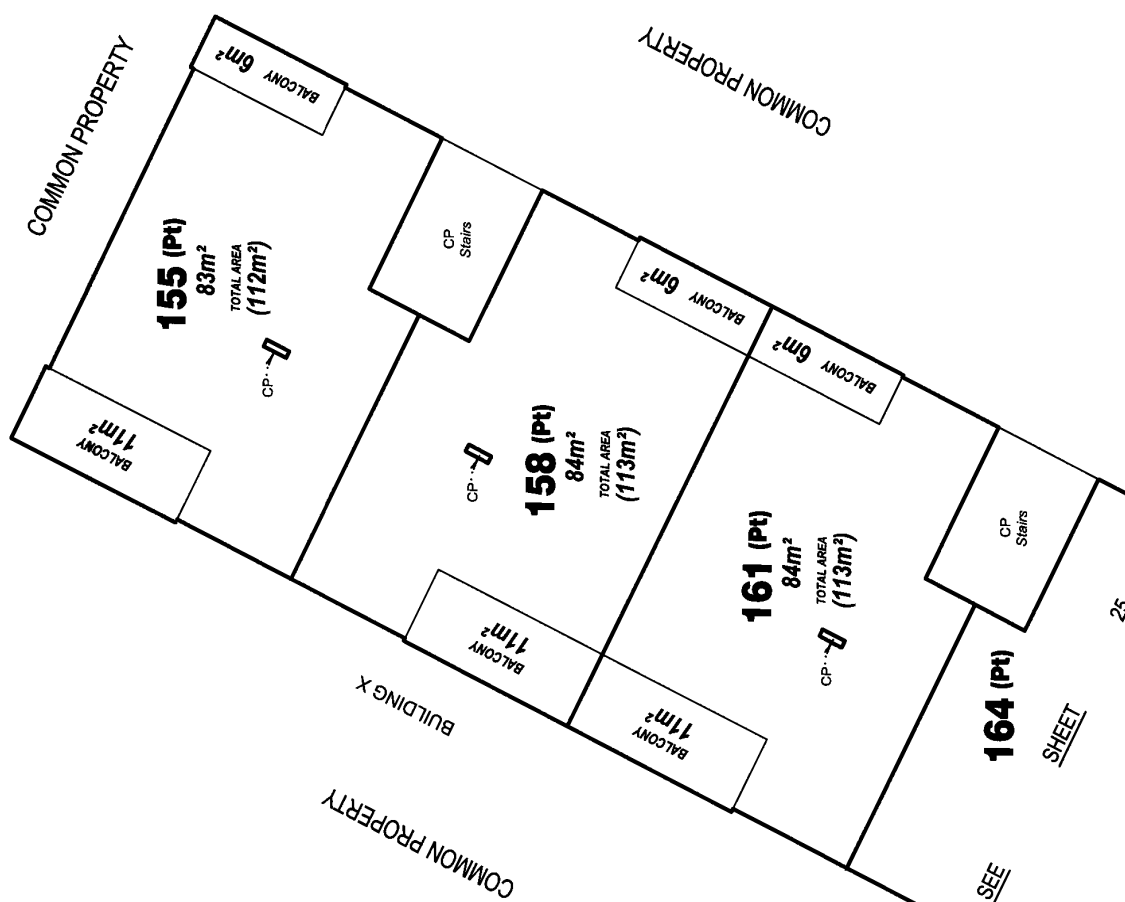 COMMON PROPERTY
COMMON PROPERTY
BALCONY
6m²
155 (Pt)
83m²
TOTAL AREA
(112m²)
CP
Stairs
CP
BALCONY
11m²
BALCONY
6m²
158 (Pt)
84m²
TOTAL AREA
(113m²)
CP
BALCONY
11m²
BALCONY
6m²
161 (Pt)
84m²
TOTAL AREA
(113m²)
CP
Stairs
CP
BALCONY
11m²
BUILDING X
COMMON PROPERTY
164 (Pt)
SEE
SHEET
25